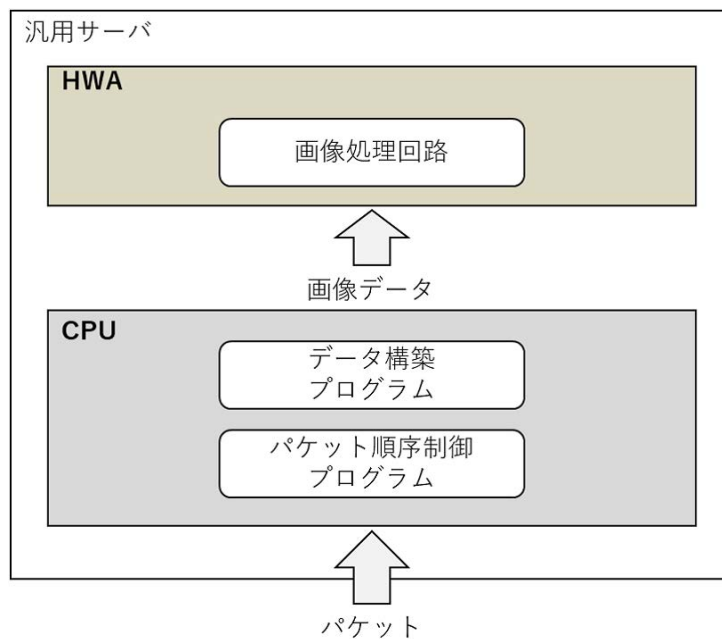 汎用サーバ
HWA
画像処理回路
画像データ
CPU
データ構築
プログラム
パケット順序制御
プログラム
パケット